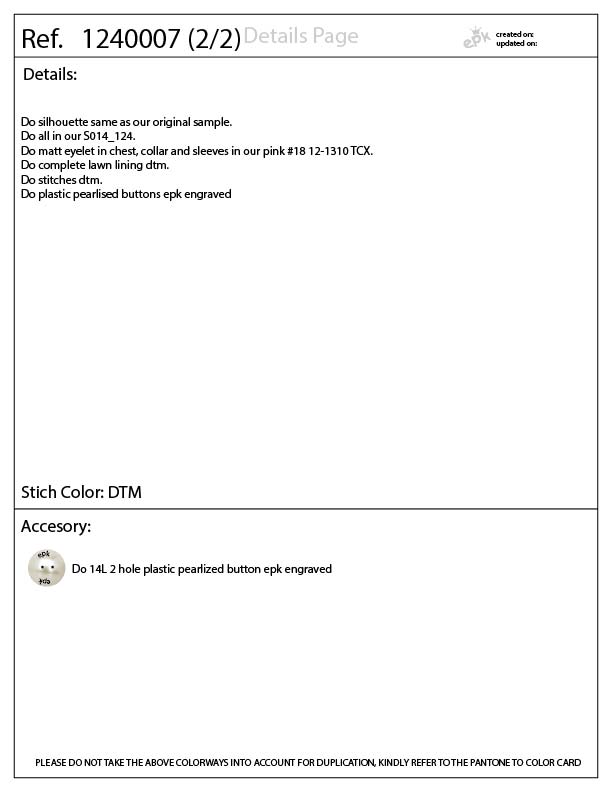 Ref. 1240007 (2/2) Details Page
epk
created on:
updated on:
Details:
Do silhouette same as our original sample.
Do all in our S014_124.
Do matt eyelet in chest, collar and sleeves in our pink #18 12-1310 TCX.
Do complete lawn lining dtm.
Do stitches dtm.
Do plastic pearlised buttons epk engraved
Stich Color: DTM
Accesory:
epk
epk
Do 14L 2 hole plastic pearlized button epk engraved
PLEASE DO NOT TAKE THE ABOVE COLORWAYS INTO ACCOUNT FOR DUPLICATION, KINDLY REFER TO THE PANTONE TO COLOR CARD